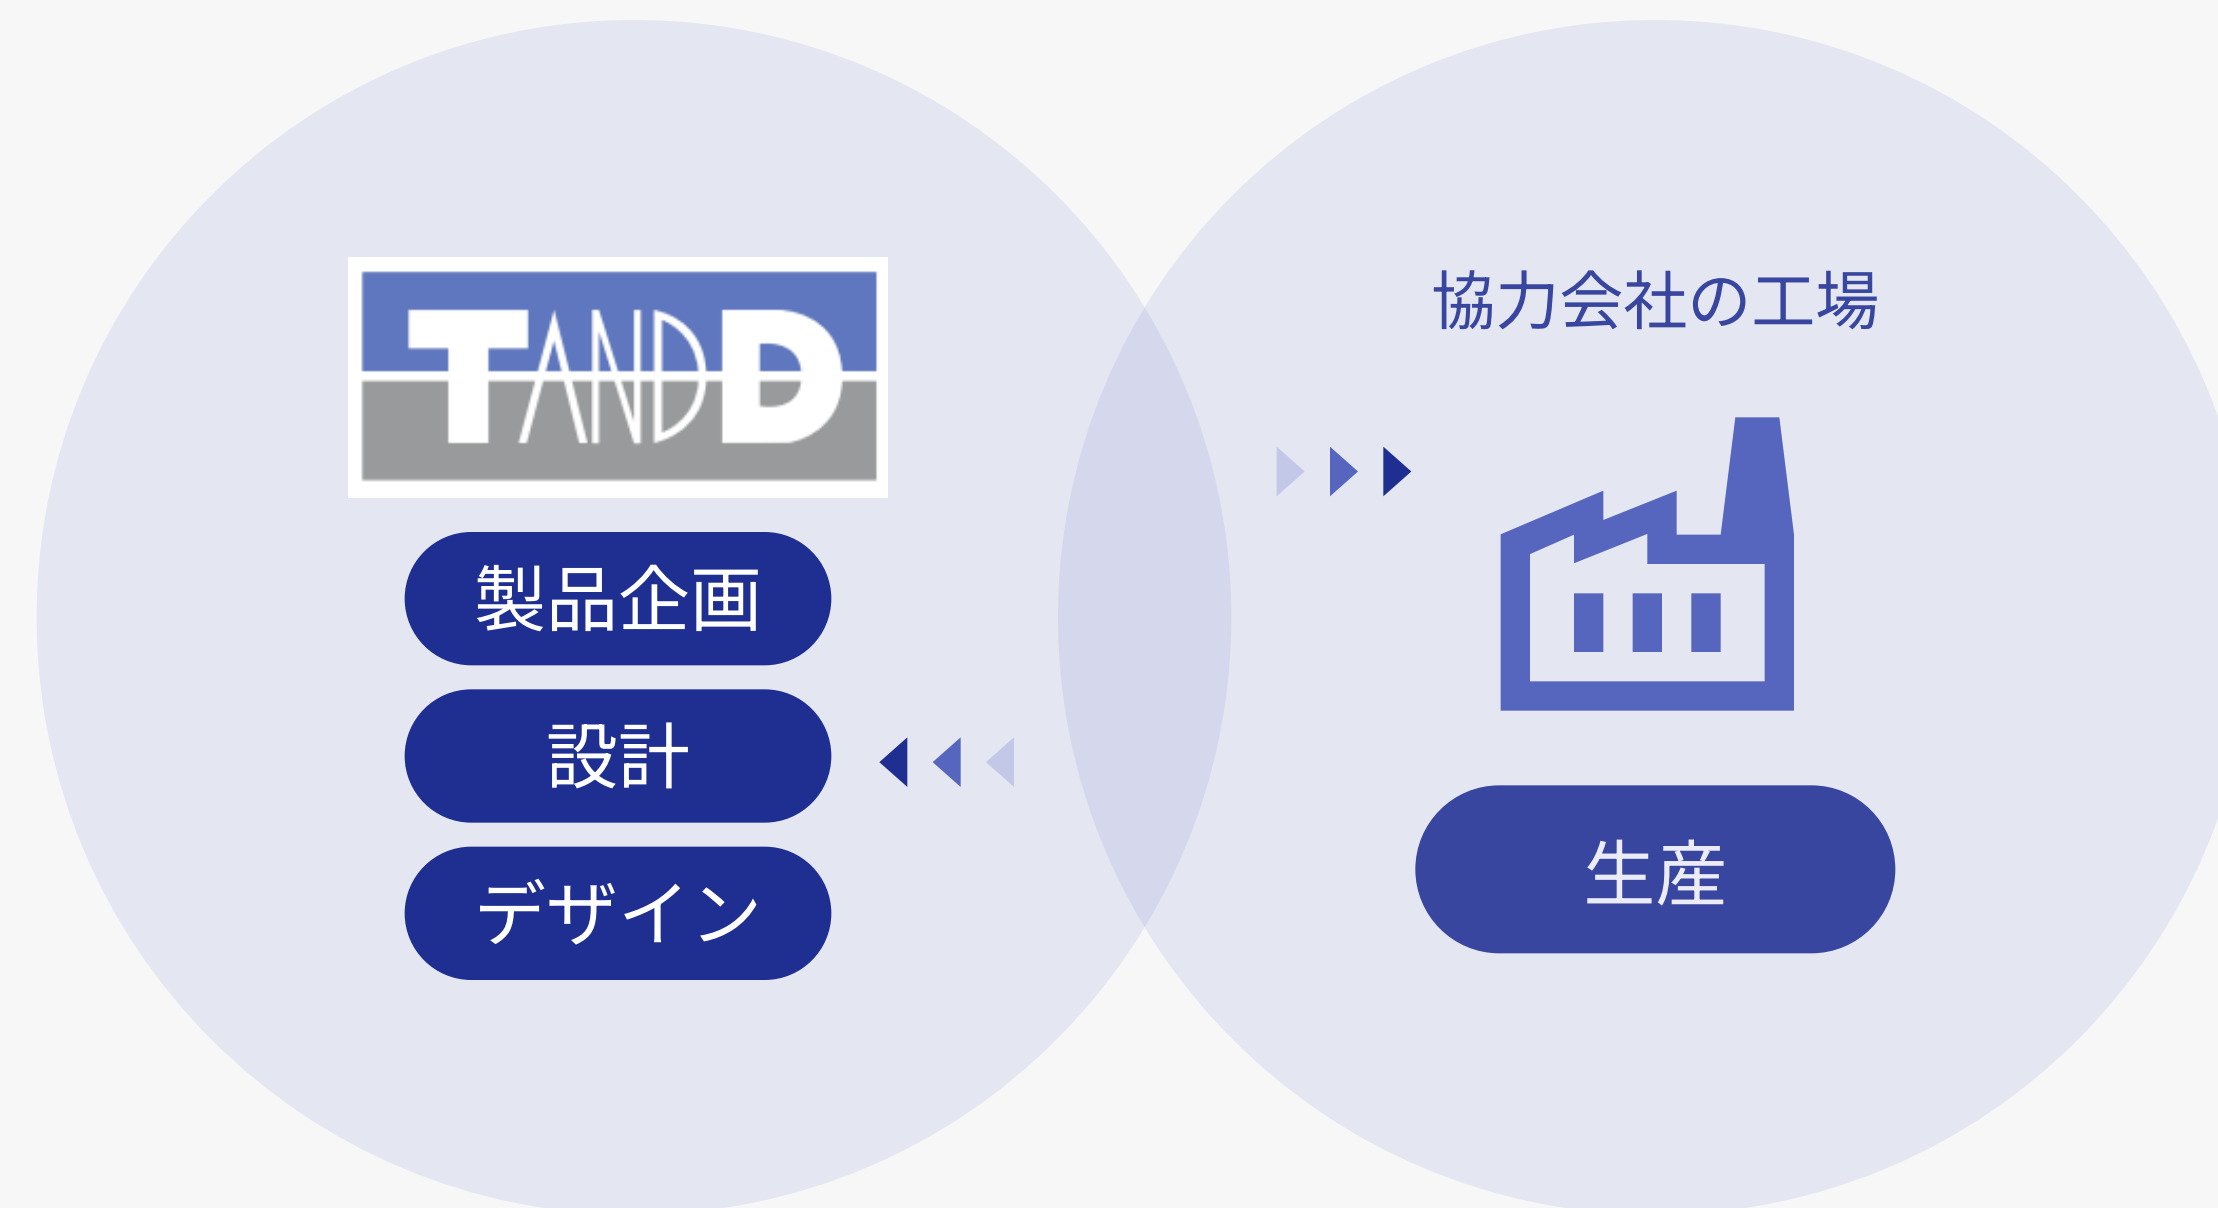 TANDD
製品企画
設計
デザイン
協力会社の工場
生産